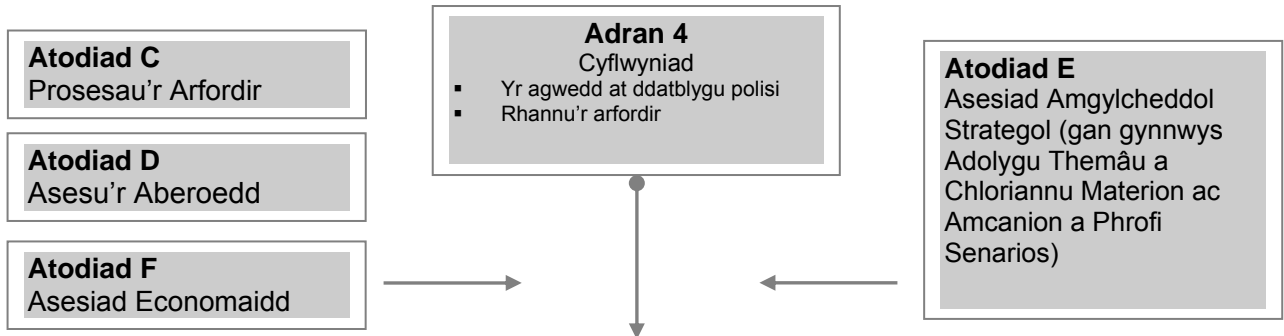 Atodiad C
Prosesau'r Arfordir
Atodiad D
Asesu'r Aberoedd
Atodiad F
Asesiad Economaidd
Adran 4
Cyflwyniad
▪ Yr agwedd at ddatblygu polisi
▪ Rhannu'r arfordir
Atodiad E
Asesiad Amgylcheddol
Strategol (gan gynnwys
Adolygu Themâu a
Chloriannu Materion ac
Amcanion a Phrofi
Senarios)